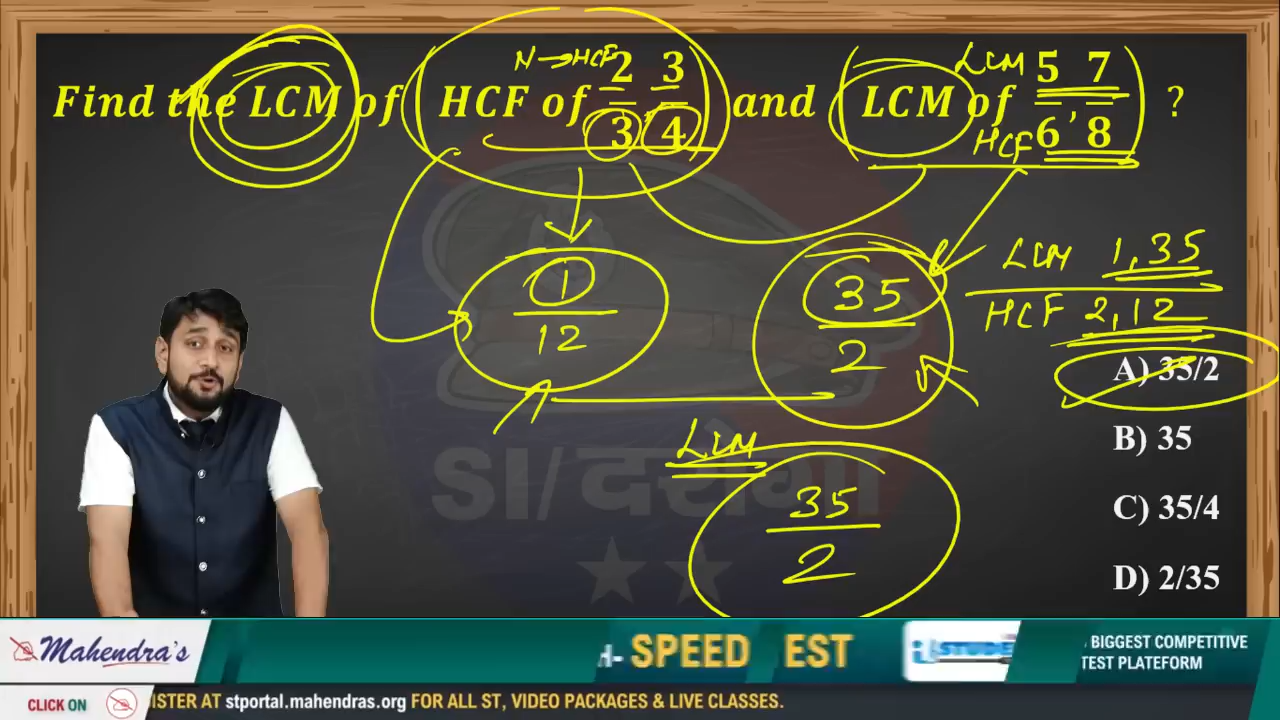 N→HCF
LCM
Find the LCM of ( HCF of 2/3, 3/4 ) and (LCM of 5/6, 7/8) ?
HCF
1/12
35/2
LCM 1,35
HCF 2,12
A) 35/2
B) 35
LCM
35/2
C) 35/4
D) 2/35
SI/दरोगा
Mahendra's
H- SPEED EST
STUDE
BIGGEST COMPETITIVE
TEST PLATEFORM
CLICK ON
ISTER AT stportal.mahendras.org FOR ALL ST, VIDEO PACKAGES & LIVE CLASSES.